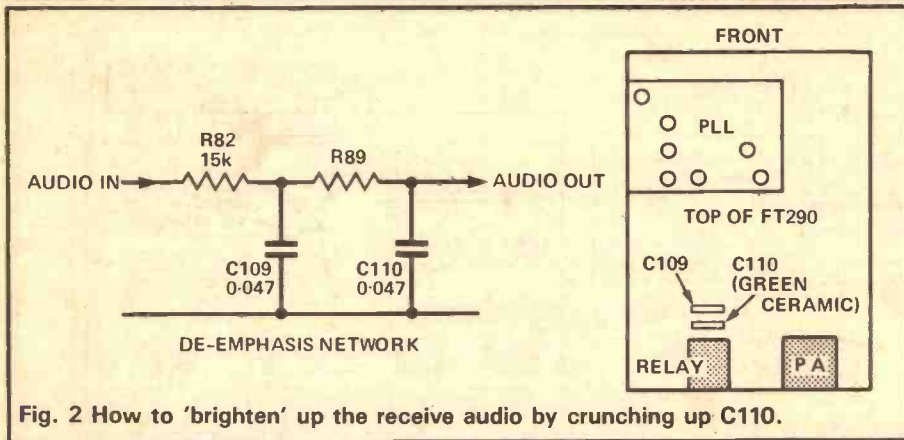 R82
15k
R89
AUDIO IN
AUDIO OUT
C109
0·047
C110
0·047
DE-EMPHASIS NETWORK
FRONT
PLL
TOP OF FT290
C109
C110
(GREEN
CERAMIC)
RELAY
PA
Fig. 2 How to 'brighten' up the receive audio by crunching up C110.